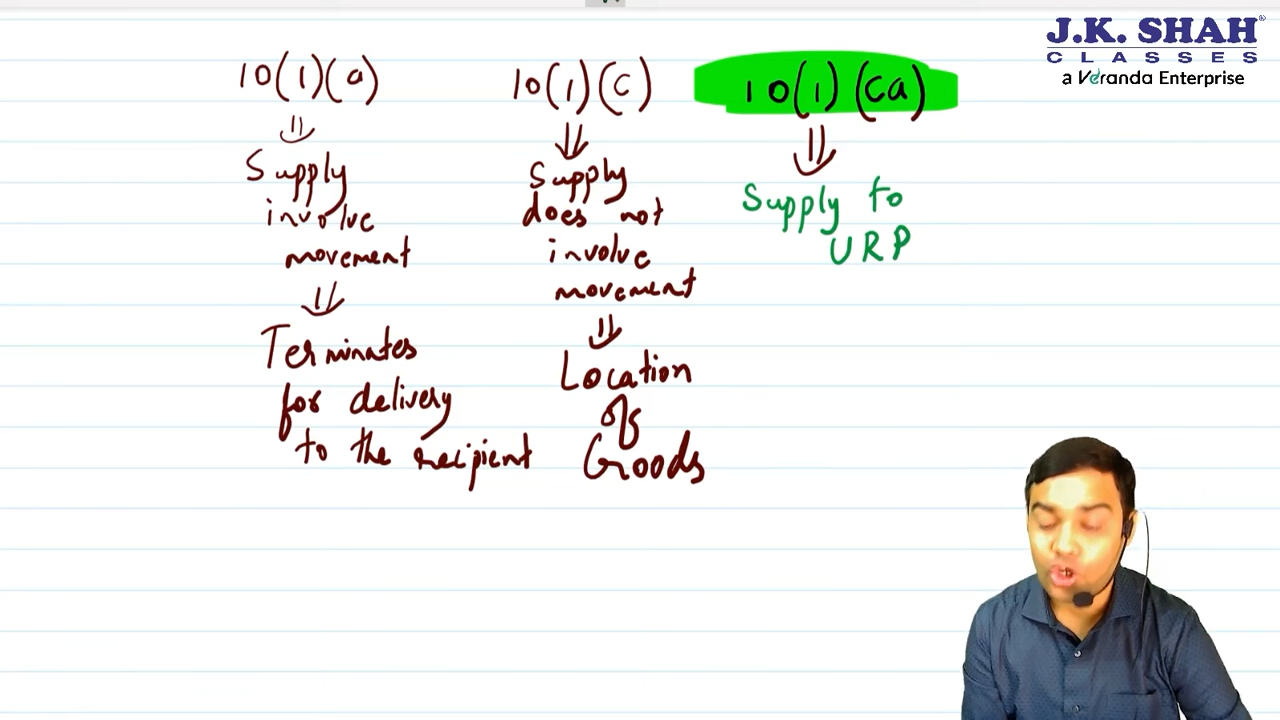 J.K. SHAH®
CLASSES
a Veranda Enterprise
10(1)(a)
Supply
involve
movement
Terminates
for delivery
to the recipient
10(1)(c)
Supply
does not
involve
movement
Location
of
Goods
10(1)(ca)
Supply to
URP